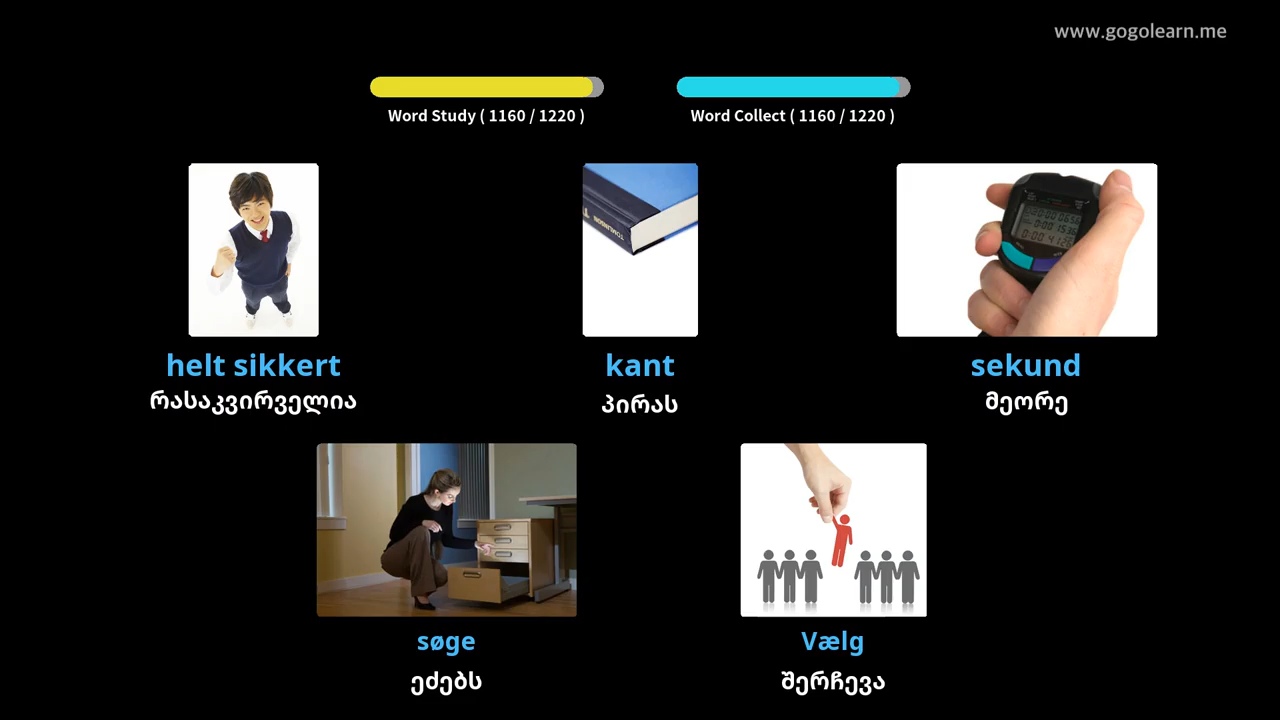 www.gogolearn.me
Word Study ( 1160 / 1220 )
Word Collect ( 1160 / 1220 )
TOMLINSON
helt sikkert
რასაკვირველია
kant
პირას
sekund
მეორე
søge
ეძებს
Vælg
შერჩევა